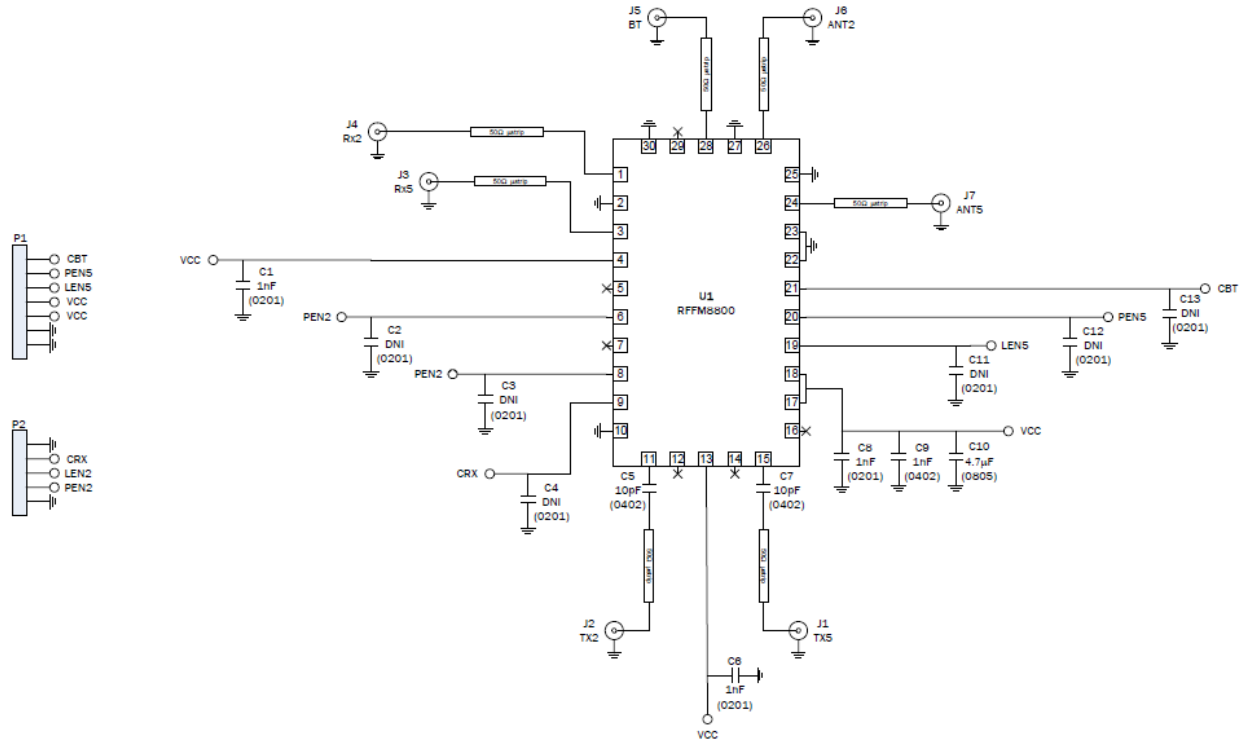 J5
BT
J6
ANT2
50Ω µstrip
50Ω µstrip
J4
Rx2
50Ω µstrip
30
29
28
27
26
J3
Rx5
50Ω µstrip
1
25
2
24
50Ω µstrip
J7
ANT5
3
23
P1
CBT
PEN5
LEN5
VCC
VCC
VCC
4
22
C1
1nF
(0201)
5
U1
RFFM8800
21
CBT
C13
DNI
(0201)
PEN2
6
20
PEN5
C2
DNI
(0201)
C12
DNI
(0201)
7
19
LEN5
C11
DNI
(0201)
PEN2
8
18
C3
DNI
(0201)
9
17
P2
CRX
LEN2
PEN2
10
16
VCC
C8
1nF
(0201)
C9
1nF
(0402)
C10
4.7µF
(0805)
11
12
13
14
15
CRX
C4
DNI
(0201)
C5
10pF
(0402)
C7
10pF
(0402)
50Ω µstrip
50Ω µstrip
J2
TX2
J1
TX5
C6
1nF
(0201)
VCC